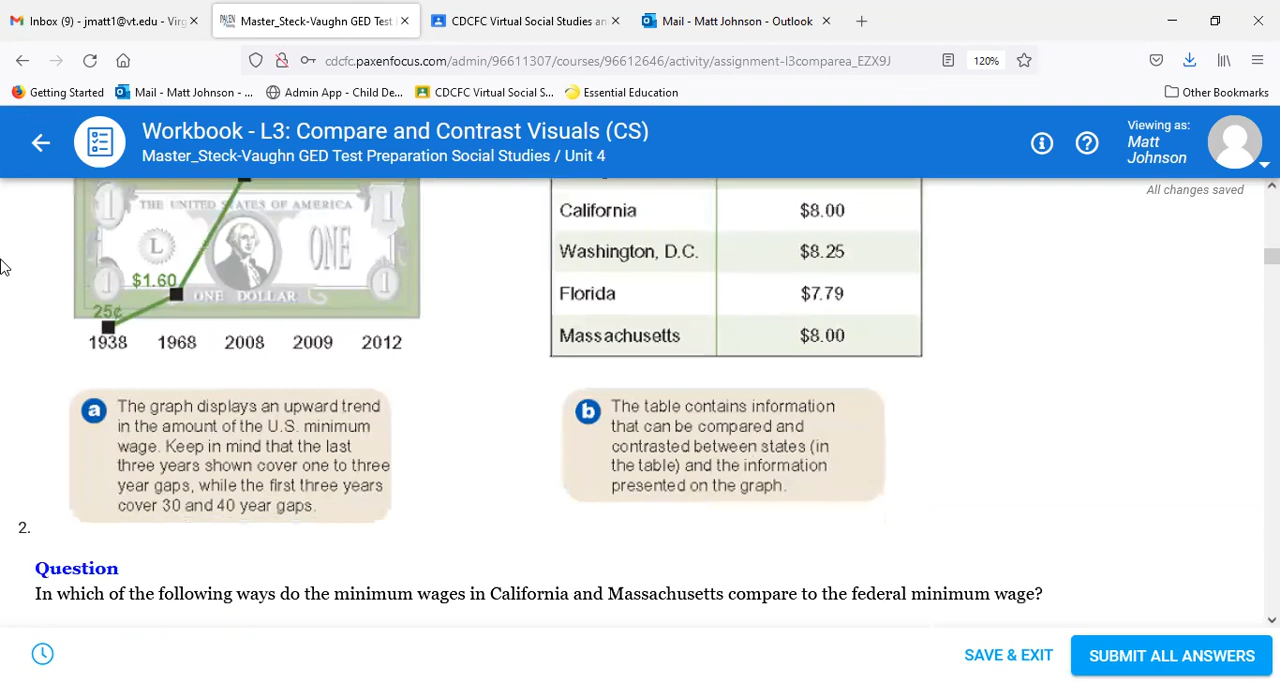 Inbox (9) - jmatt1@vt.edu - Virg
PAXEN
Master_Steck-Vaughn GED Test
CDCFC Virtual Social Studies an
Mail - Matt Johnson - Outlook
cdcfc.paxenfocus.com/admin/96611307/courses/96612646/activity/assignment-l3comparea_EZX9J
120%
Getting Started
Mail - Matt Johnson - ...
Admin App - Child De...
CDCFC Virtual Social S...
Essential Education
Other Bookmarks
Workbook - L3: Compare and Contrast Visuals (CS)
Master_Steck-Vaughn GED Test Preparation Social Studies / Unit 4
Viewing as:
Matt
Johnson
All changes saved
THE UNITED STATES OF AMERICA
1
1
L
ONE
$1.60
1
ONE DOLLAR
1
25¢
1938 1968 2008 2009 2012
California $8.00
Washington, D.C. $8.25
Florida $7.79
Massachusetts $8.00
a
The graph displays an upward trend
in the amount of the U.S. minimum
wage. Keep in mind that the last
three years shown cover one to three
year gaps, while the first three years
cover 30 and 40 year gaps.
b
The table contains information
that can be compared and
contrasted between states (in
the table) and the information
presented on the graph.
2.
Question
In which of the following ways do the minimum wages in California and Massachusetts compare to the federal minimum wage?
SAVE & EXIT
SUBMIT ALL ANSWERS